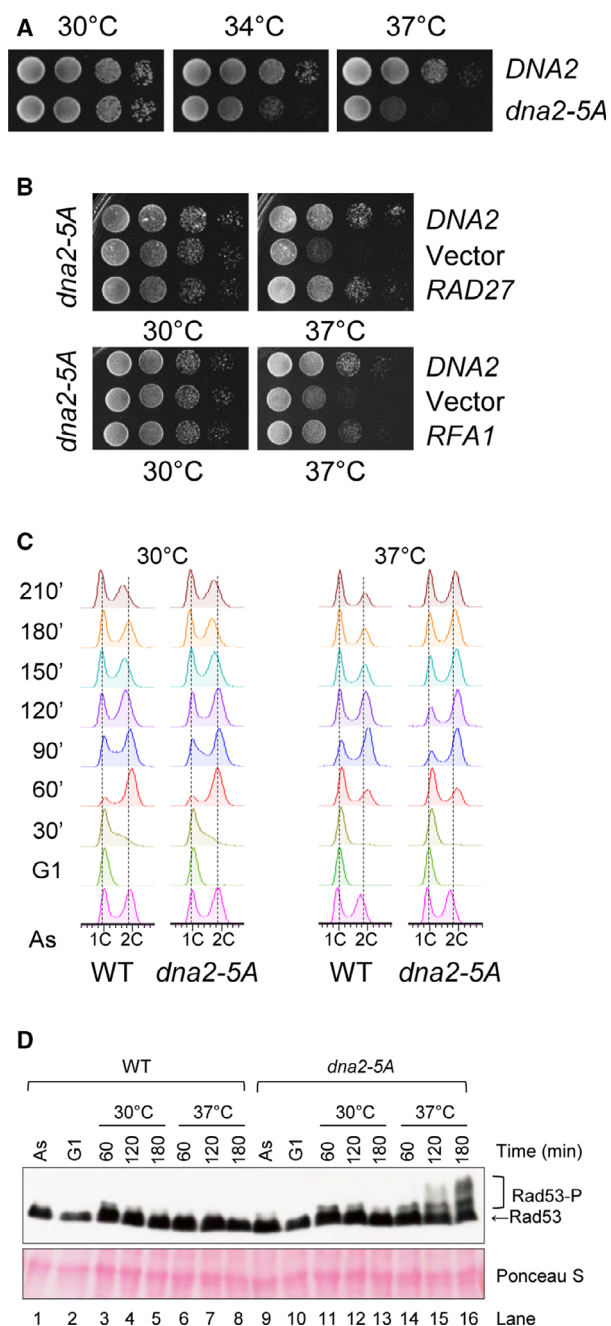 A
30°C 34°C 37°C
DNA2
dna2-5A
B
dna2-5A
DNA2
Vector
RAD27
30°C 37°C
dna2-5A
DNA2
Vector
RFA1
30°C 37°C
C
30°C 37°C
210'
180'
150'
120'
90'
60'
30'
G1
As
1C 2C 1C 2C 1C 2C 1C 2C
WT dna2-5A WT dna2-5A
D
WT dna2-5A
30°C 37°C 30°C 37°C
As G1 60 120 180 60 120 180 As G1 60 120 180 60 120 180 Time (min)
Rad53-P
←Rad53
Ponceau S
1 2 3 4 5 6 7 8 9 10 11 12 13 14 15 16 Lane